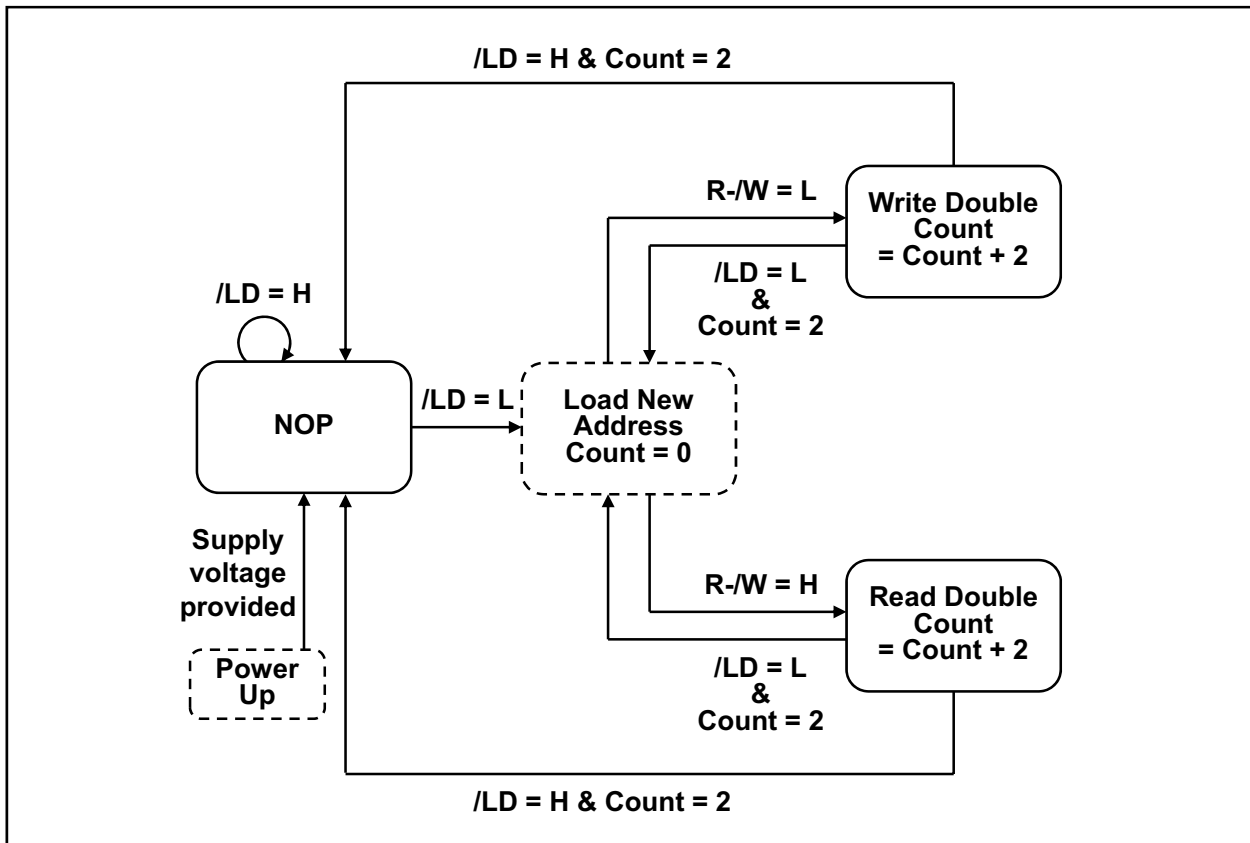 /LD = H & Count = 2
R-/W = L
Write Double
Count
= Count + 2
/LD = L
&
Count = 2
/LD = H
NOP
/LD = L
Load New
Address
Count = 0
Supply
voltage
provided
Power
Up
R-/W = H
Read Double
Count
= Count + 2
/LD = L
&
Count = 2
/LD = H & Count = 2